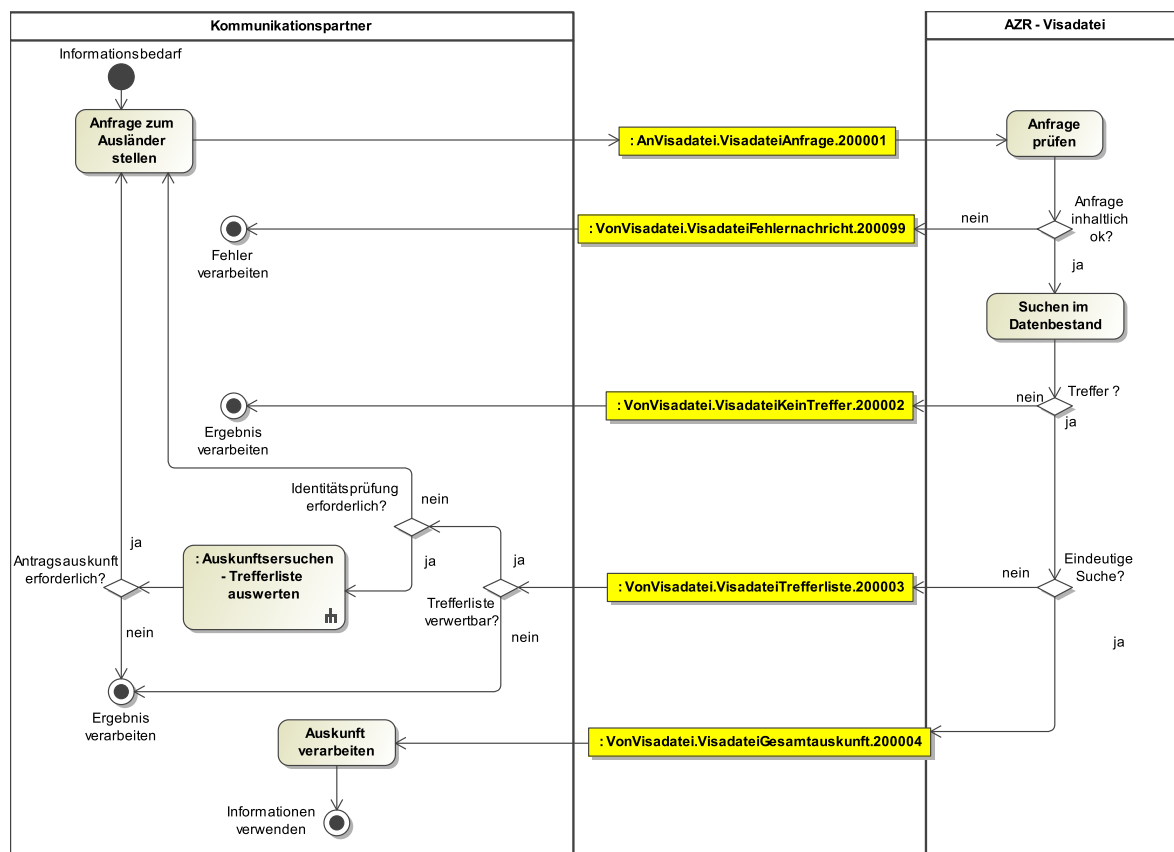 Kommunikationspartner
AZR - Visadatei
Informationsbedarf
Anfrage zum
Ausländer
stellen
: AnVisadatei.VisadateiAnfrage.200001
Anfrage
prüfen
Anfrage
inhaltlich
ok?
nein
: VonVisadatei.VisadateiFehlernachricht.200099
Fehler
verarbeiten
ja
Suchen im
Datenbestand
Treffer ?
nein
ja
: VonVisadatei.VisadateiKeinTreffer.200002
Ergebnis
verarbeiten
Identitätsprüfung
erforderlich?
nein
ja
Eindeutige
Suche?
nein
ja
: VonVisadatei.VisadateiTrefferliste.200003
Trefferliste
verwertbar?
ja
nein
: Auskunftsersuchen
- Trefferliste
auswerten
Antragsauskunft
erforderlich?
ja
nein
Ergebnis
verarbeiten
: VonVisadatei.VisadateiGesamtauskunft.200004
Auskunft
verarbeiten
Informationen
verwenden